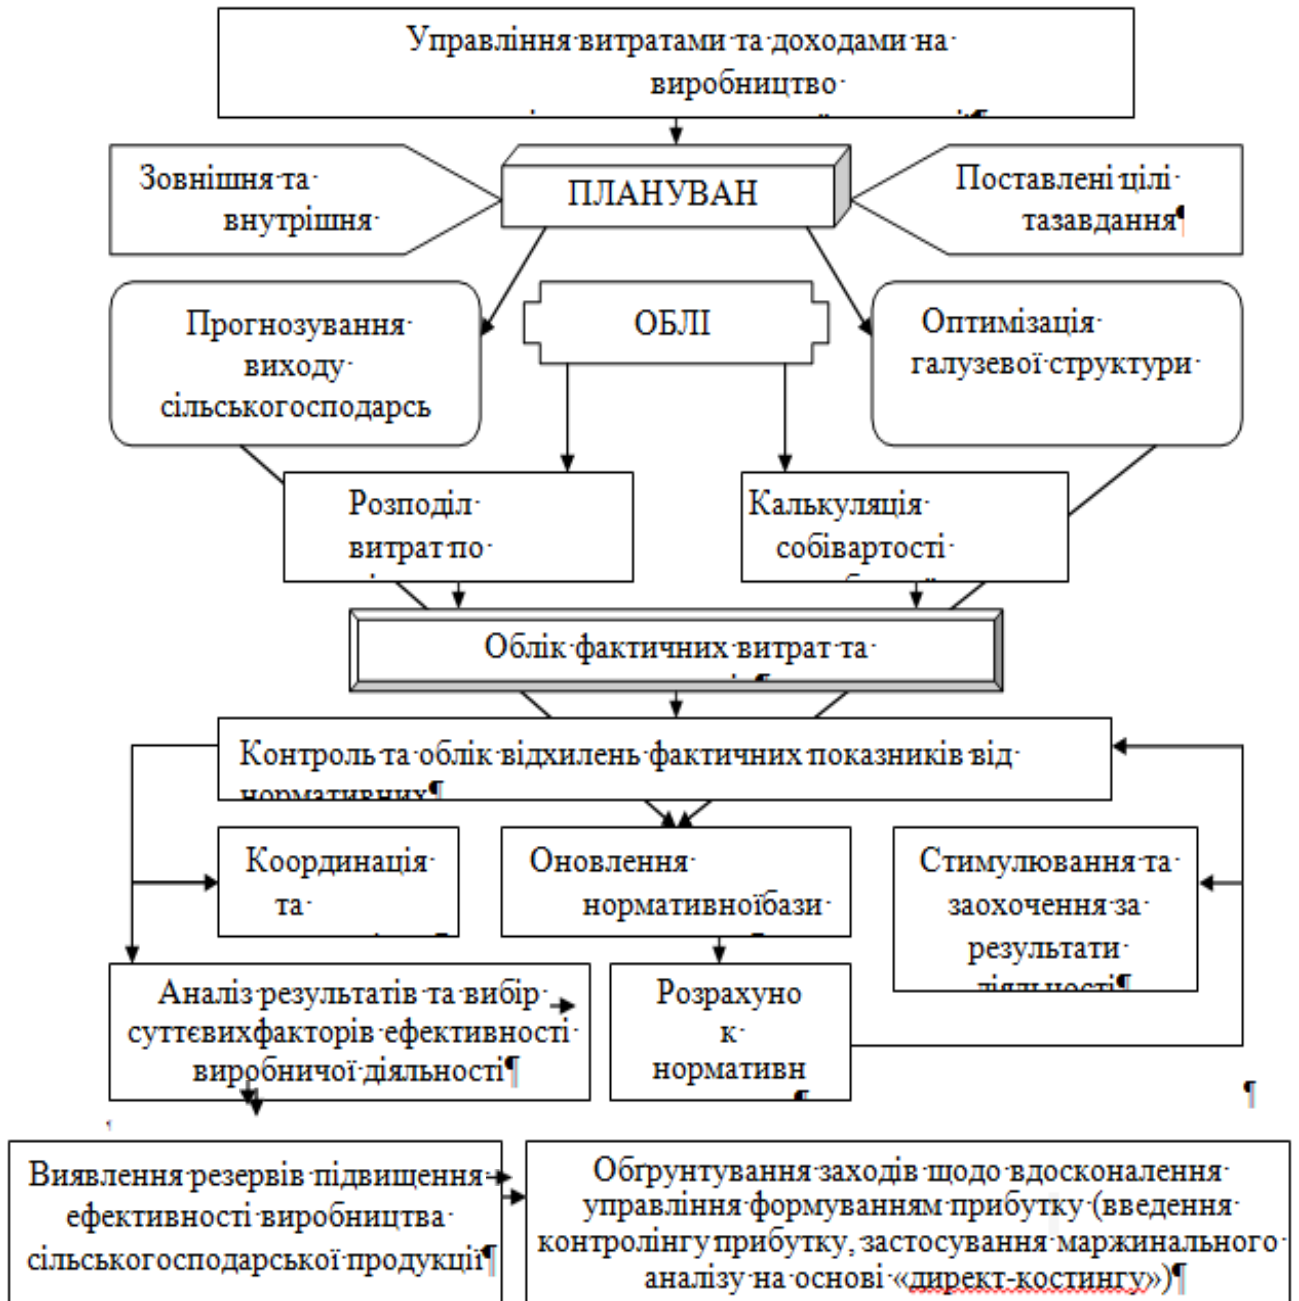 Управління витратами та доходами на
виробництво
Зовнішня та
внутрішня
ПЛАНУВАН
Поставлені цілі
тазавдання
Прогнозування
виходу
сільськогосподарсь
ОБЛІ
Оптимізація
галузевої структури
Розподіл
витрат по
Калькуляція
собівартості
Облік фактичних витрат та
Контроль та облік відхилень фактичних показників від
нормативних
Координація
та
Оновлення
нормативноїбази
Стимулювання та
заохочення за
результати
діяльності
Аналіз результатів та вибір
суттєвихфакторів ефективності
виробничої діяльності
Розрахуно
к
нормативн
Виявлення резервів підвищення
ефективності виробництва
сільськогосподарської продукції
Обґрунтування заходів щодо вдосконалення
управління формуванням прибутку (введення
контролінгу прибутку, застосування маржинального
аналізу на основі «директ-костингу»)